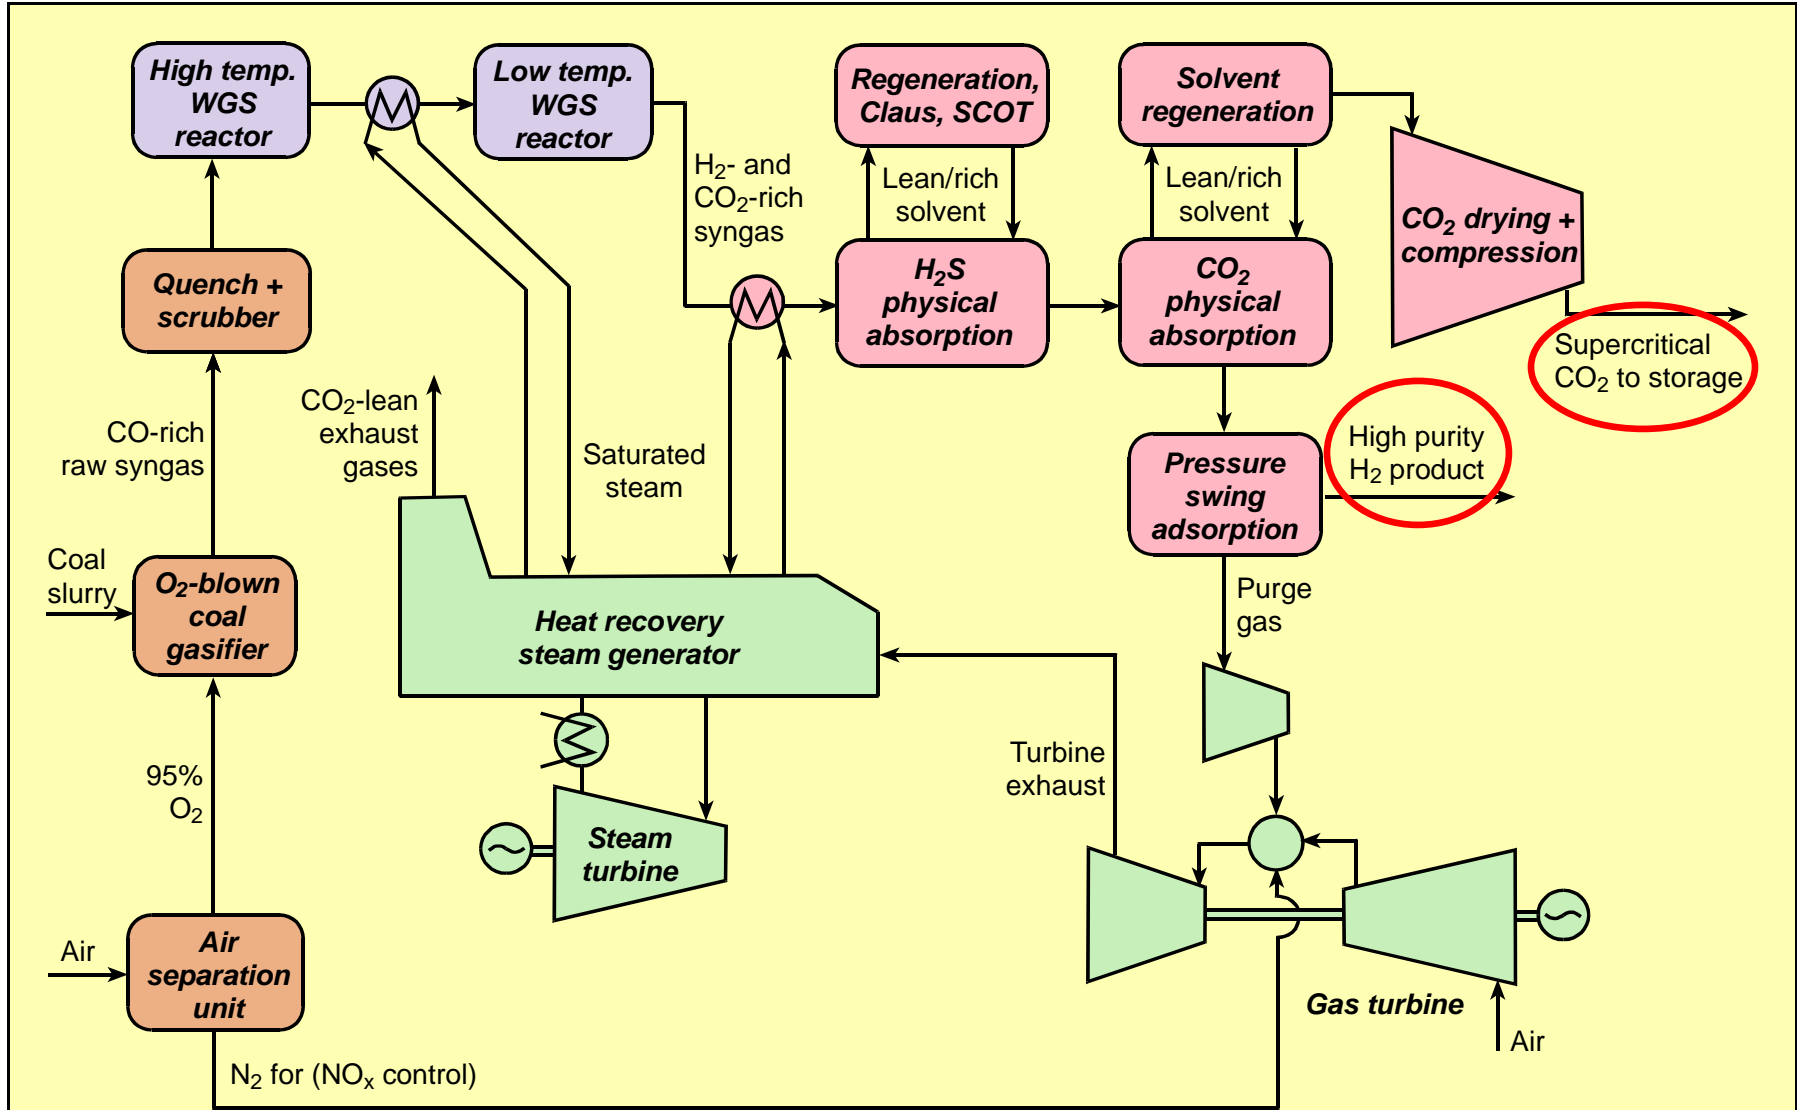 High temp.
WGS
reactor
Low temp.
WGS
reactor
Regeneration,
Claus, SCOT
Solvent
regeneration
H₂- and
CO₂-rich
syngas
Lean/rich
solvent
Lean/rich
solvent
CO₂ drying +
compression
Quench +
scrubber
H₂S
physical
absorption
CO₂
physical
absorption
Supercritical
CO₂ to storage
CO₂-lean
exhaust
gases
CO-rich
raw syngas
Saturated
steam
High purity
H₂ product
Pressure
swing
adsorption
Coal
slurry
O₂-blown
coal
gasifier
Heat recovery
steam generator
Purge
gas
Turbine
exhaust
95%
O₂
Steam
turbine
Air
Air
separation
unit
Gas turbine
Air
N₂ for (NOₓ control)